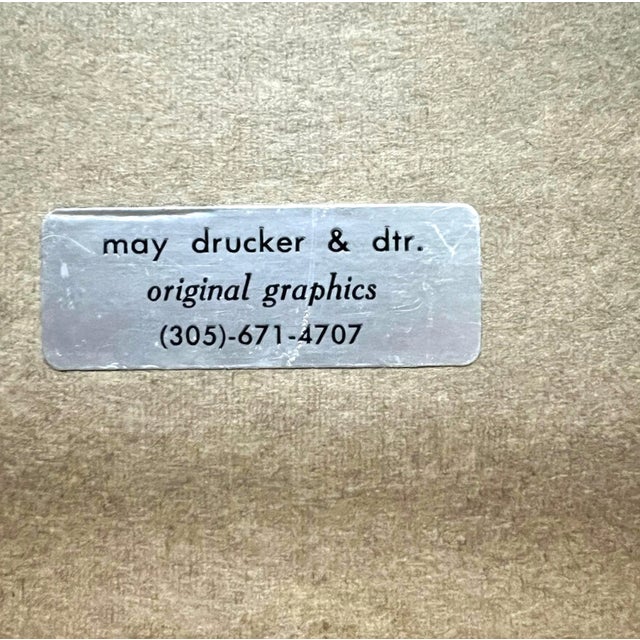 may drucker & dtr.
original graphics
(305)-671-4707